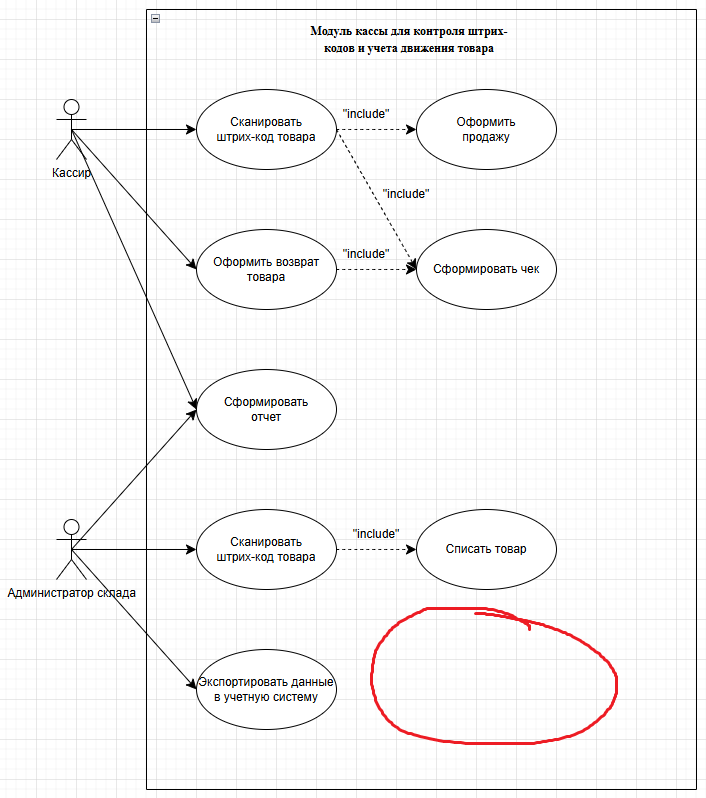 Модуль кассы для контроля штрих-
кодов и учета движения товара
Сканировать
штрих-код товара
"include"
Оформить
продажу
Кассир
"include"
Оформить возврат
товара
"include"
Сформировать чек
Сформировать
отчет
Сканировать
штрих-код товара
"include"
Списать товар
Администратор склада
Экспортировать данные
в учетную систему